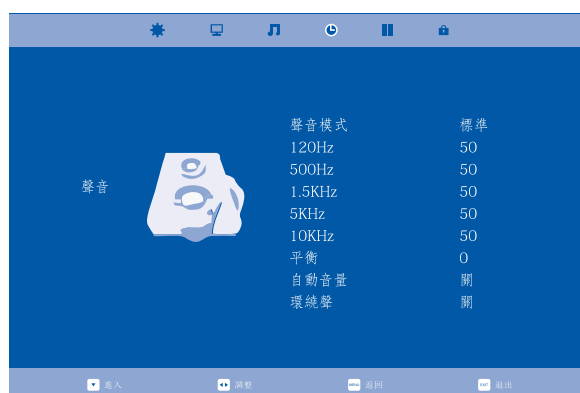 聲音
聲音模式 標準
120Hz 50
500Hz 50
1.5KHz 50
5KHz 50
10KHz 50
平衡 0
自動音量 關
環繞聲 關
進入 調整 MENU 返回 EXIT 退出